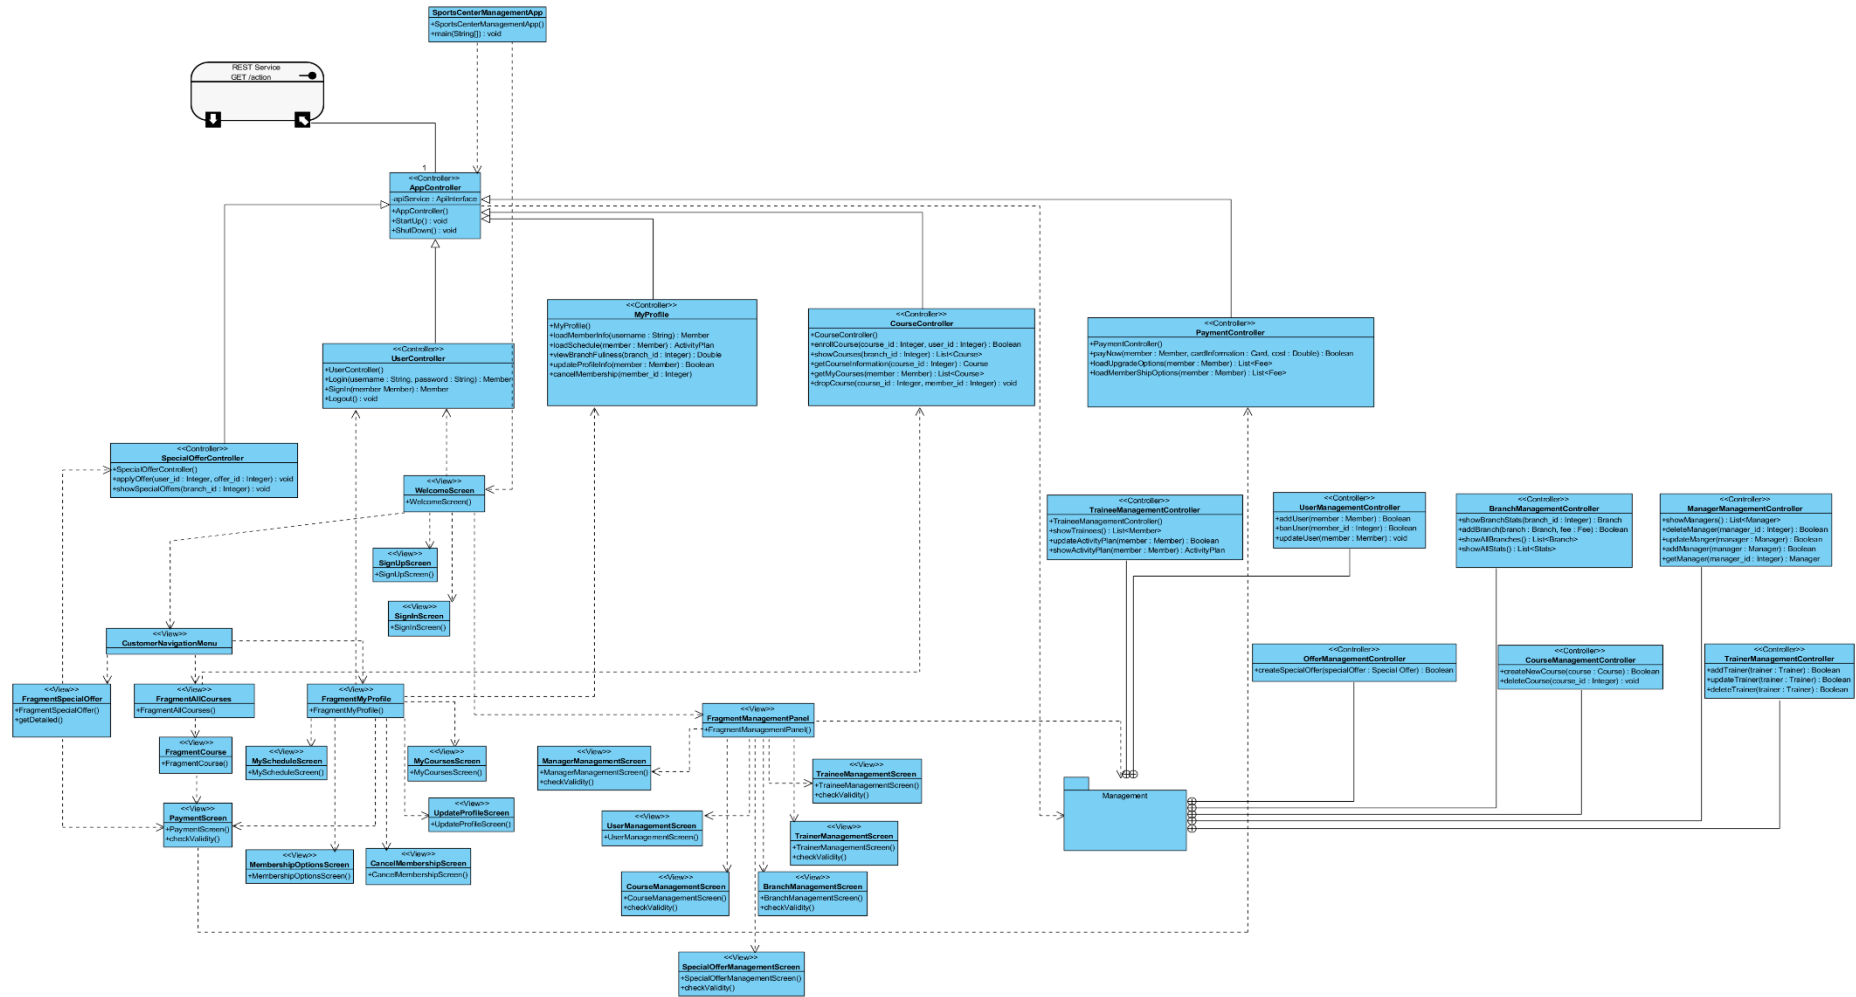 SportsCenterManagementApp
+SportsCenterManagementApp()
+main(String[]) : void
REST Service
GET /action
1
<<Controller>>
AppController
-apiService : ApiInterface
+AppController()
+StartUp() : void
+ShutDown() : void
<<Controller>>
MyProfile
+MyProfile()
+loadMemberInfo(username : String) : Member
+loadSchedule(member : Member) : ActivityPlan
+viewBranchFullness(branch_id : Integer) : Double
+updateProfileInfo(member : Member) : Boolean
+cancelMembership(member_id : Integer)
<<Controller>>
CourseController
+CourseController()
+enrollCourse(course_id : Integer, user_id : Integer) : Boolean
+showCourses(branch_id : Integer) : List<Course>
+getCourseInformation(course_id : Integer) : Course
+getMyCourses(member : Member) : List<Course>
+dropCourse(course_id : Integer, member_id : Integer) : void
<<Controller>>
PaymentController
+PaymentController()
+payNow(member : Member, cardInformation : Card, cost : Double) : Boolean
+loadUpgradeOptions(member : Member) : List<Fee>
+loadMemberShipOptions(member : Member) : List<Fee>
<<Controller>>
UserController
+UserController()
+Login(username : String, password : String) : Member
+SignIn(member Member) : Member
+Logout() : void
<<Controller>>
SpecialOfferController
+SpecialOfferController()
+applyOffer(user_id : Integer, offer_id : Integer) : void
+showSpecialOffers(branch_id : Integer) : void
<<View>>
WelcomeScreen
+WelcomeScreen()
<<Controller>>
TraineeManagementController
+TraineeManagementController()
+showTrainees() : List<Member>
+updateActivityPlan(member : Member) : Boolean
+showActivityPlan(member : Member) : ActivityPlan
<<Controller>>
UserManagementController
+addUser(member : Member) : Boolean
+banUser(member_id : Integer) : Boolean
+updateUser(member : Member) : void
<<Controller>>
BranchManagementController
+showBranchStats(branch_id : Integer) : Branch
+addBranch(branch : Branch, fee : Fee) : Boolean
+showAllBranches() : List<Branch>
+showAllStats() : List<Stats>
<<Controller>>
ManagerManagementController
+showManagers() : List<Manager>
+deleteManager(manager_id : Integer) : Boolean
+updateManger(manager : Manager) : Boolean
+addManager(manager : Manager) : Boolean
+getManager(manager_id : Integer) : Manager
<<View>>
SignUpScreen
+SignUpScreen()
<<View>>
SignInScreen
+SignInScreen()
<<View>>
CustomerNavigationMenu
<<Controller>>
OfferManagementController
+createSpecialOffer(specialOffer : Special Offer) : Boolean
<<Controller>>
CourseManagementController
+createNewCourse(course : Course) : Boolean
+deleteCourse(course_id : Integer) : void
<<Controller>>
TrainerManagementController
+addTrainer(trainer : Trainer) : Boolean
+updateTrainer(trainer : Trainer) : Boolean
+deleteTrainer(trainer : Trainer) : Boolean
<<View>>
FragmentSpecialOffer
+FragmentSpecialOffer()
+getDetailed()
<<View>>
FragmentAllCourses
+FragmentAllCourses()
<<View>>
FragmentMyProfile
+FragmentMyProfile()
<<View>>
FragmentManagementPanel
+FragmentManagementPanel()
<<View>>
FragmentCourse
+FragmentCourse()
<<View>>
MyScheduleScreen
+MyScheduleScreen()
<<View>>
MyCoursesScreen
+MyCoursesScreen()
<<View>>
ManagerManagementScreen
+ManagerManagementScreen()
+checkValidity()
<<View>>
TraineeManagementScreen
+TraineeManagementScreen()
+checkValidity()
Management
<<View>>
PaymentScreen
+PaymentScreen()
+checkValidity()
<<View>>
UpdateProfileScreen
+UpdateProfileScreen()
<<View>>
UserManagementScreen
+UserManagementScreen()
<<View>>
TrainerManagementScreen
+TrainerManagementScreen()
+checkValidity()
<<View>>
MembershipOptionsScreen
+MembershipOptionsScreen()
<<View>>
CancelMembershipScreen
+CancelMembershipScreen()
<<View>>
CourseManagementScreen
+CourseManagementScreen()
+checkValidity()
<<View>>
BranchManagementScreen
+BranchManagementScreen()
+checkValidity()
<<View>>
SpecialOfferManagementScreen
+SpecialOfferManagementScreen()
+checkValidity()